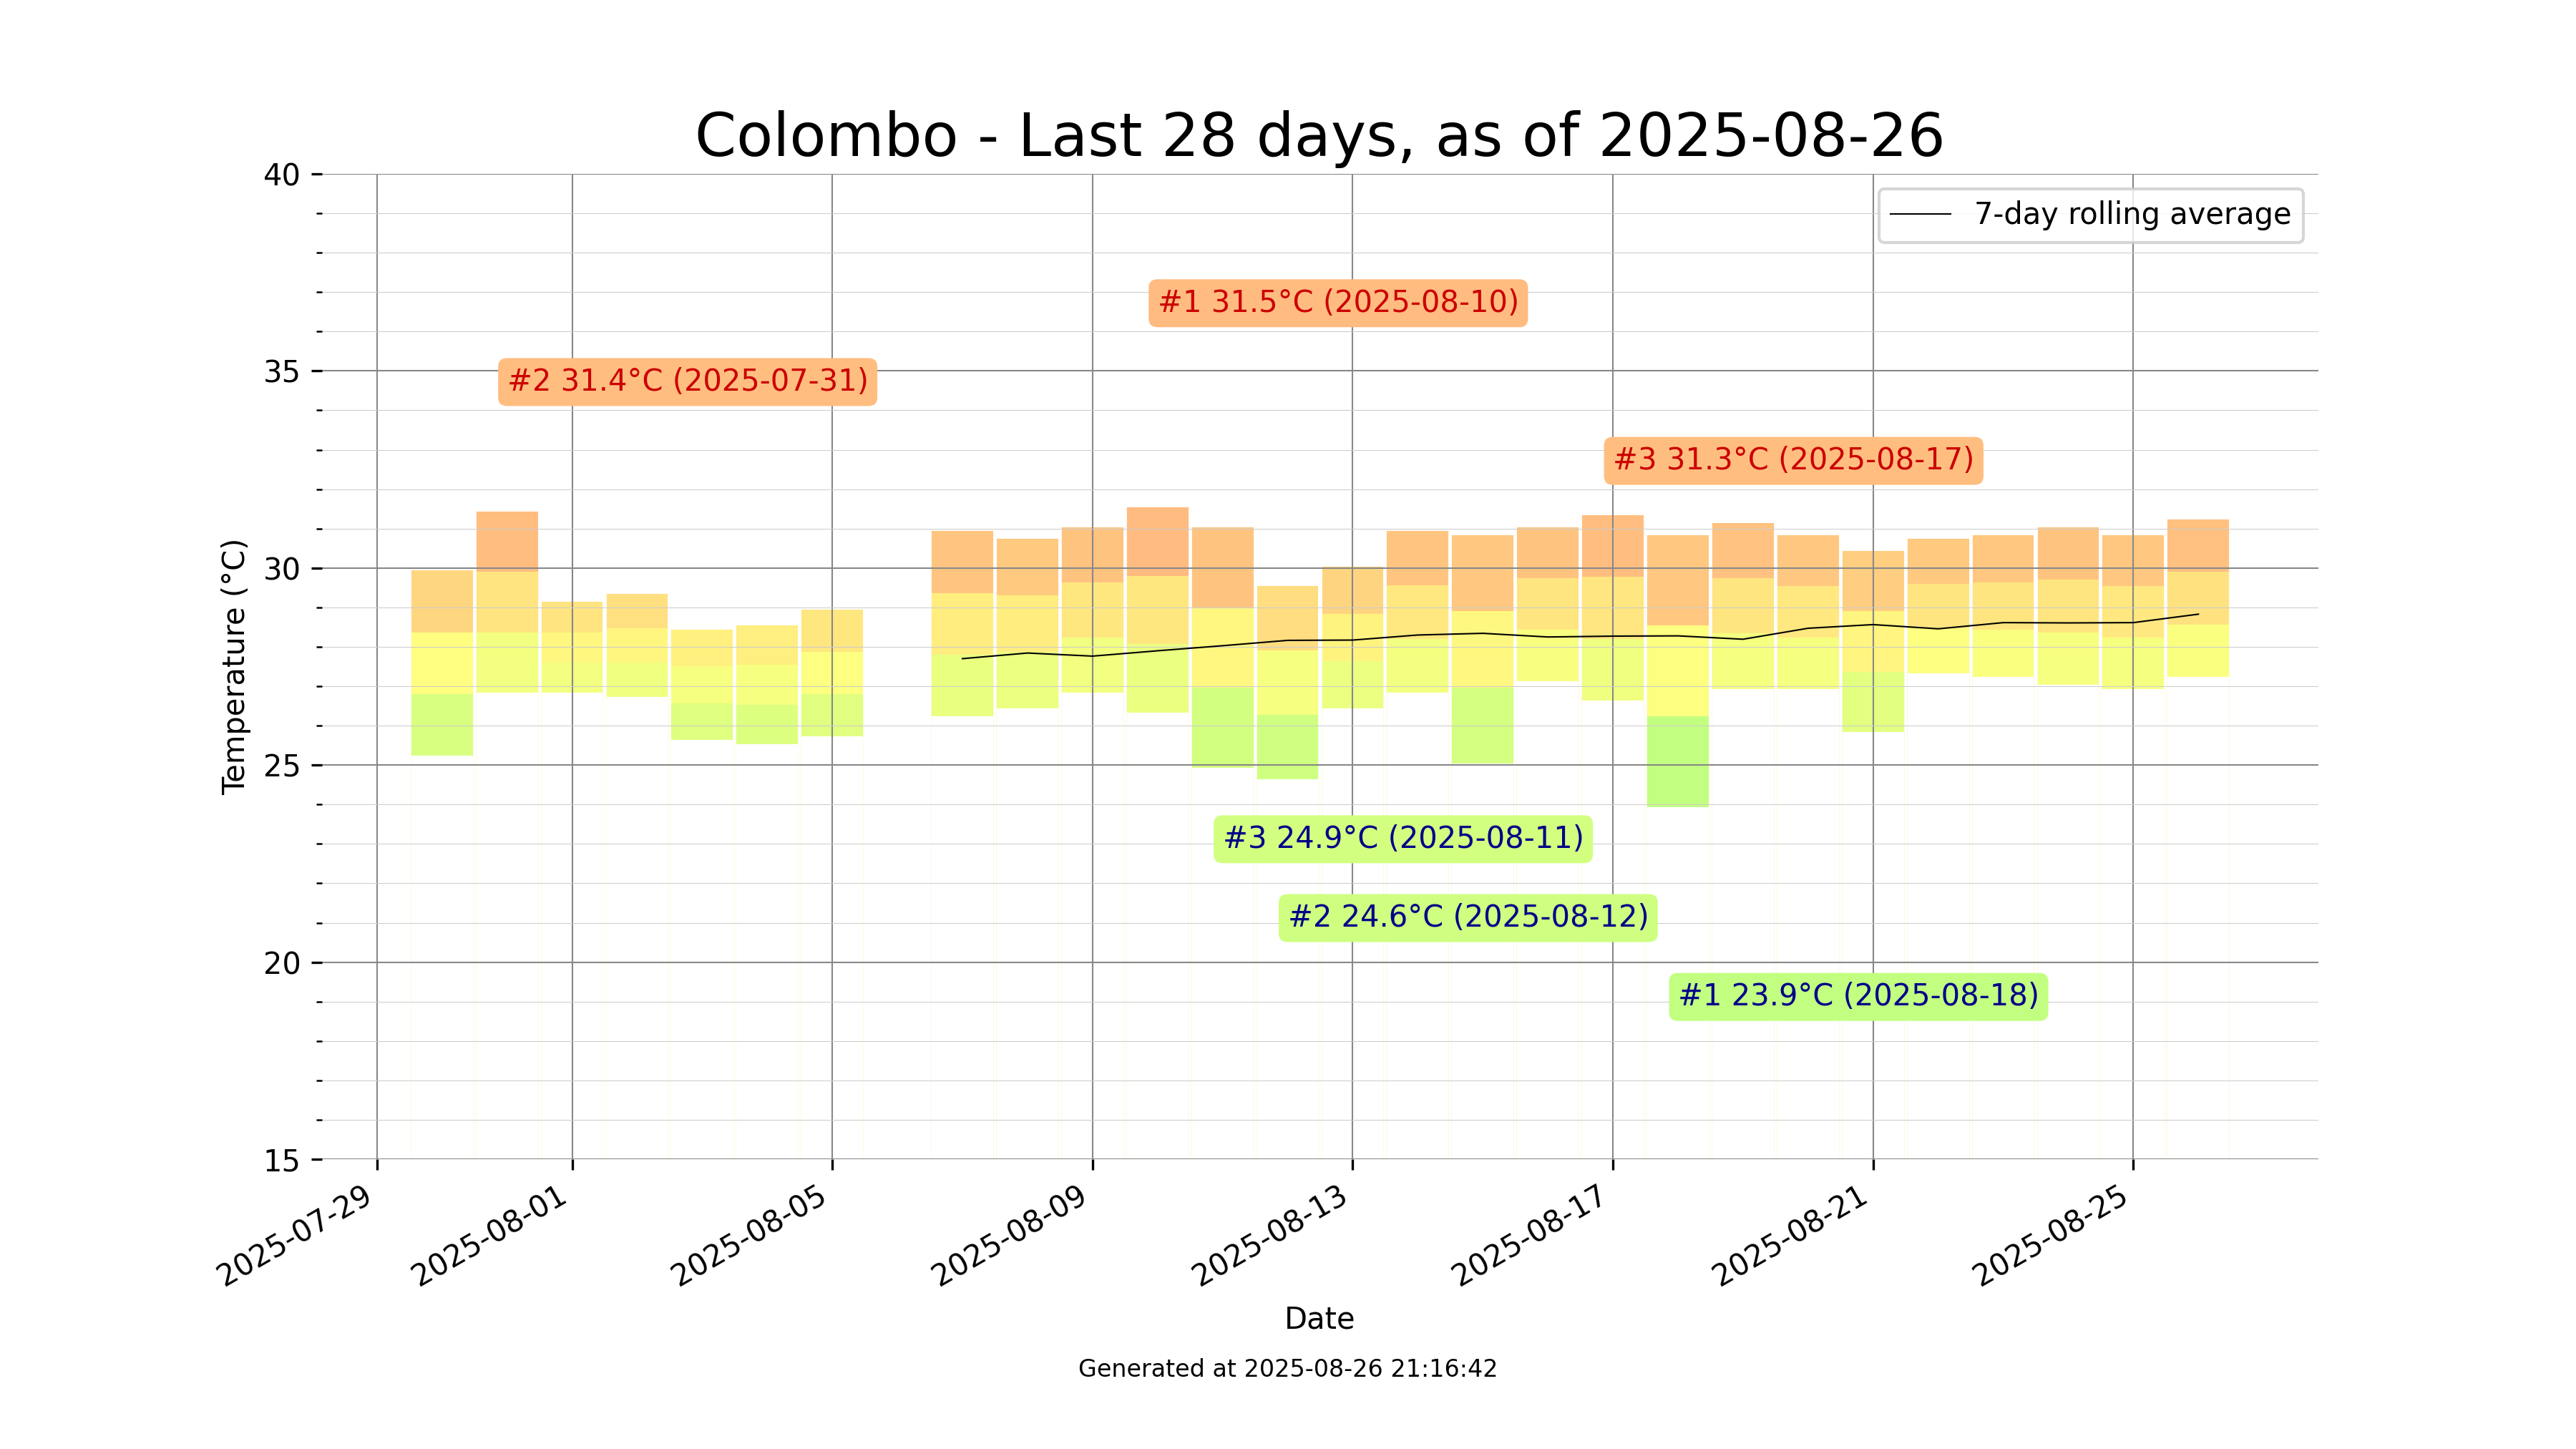 Colombo - Last 28 days, as of 2025-08-26
7-day rolling average
#1 31.5°C (2025-08-10)
#2 31.4°C (2025-07-31)
#3 31.3°C (2025-08-17)
#3 24.9°C (2025-08-11)
#2 24.6°C (2025-08-12)
#1 23.9°C (2025-08-18)
Temperature (°C)
40
35
30
25
20
15
2025-07-29
2025-08-01
2025-08-05
2025-08-09
2025-08-13
2025-08-17
2025-08-21
2025-08-25
Date
Generated at 2025-08-26 21:16:42